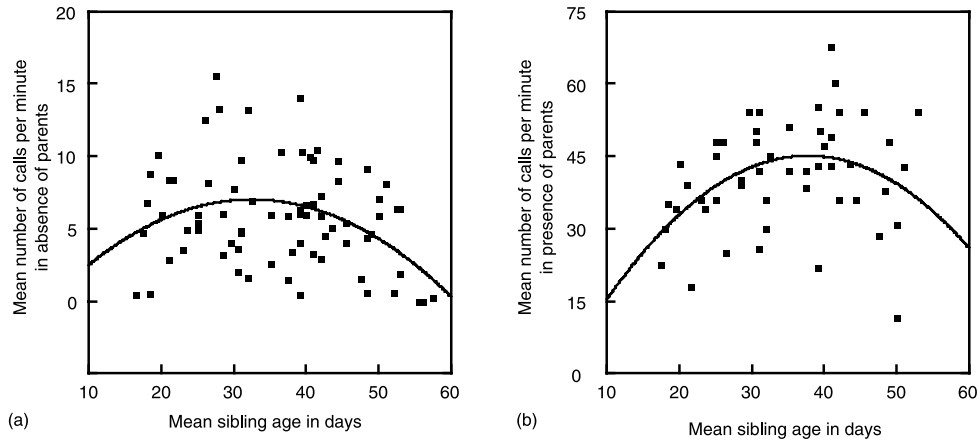 20
15
10
5
0
Mean number of calls per minute
in absence of parents
10
20
30
40
50
60
(a)
Mean sibling age in days
75
60
45
30
15
0
Mean number of calls per minute
in presence of parents
10
20
30
40
50
60
(b)
Mean sibling age in days